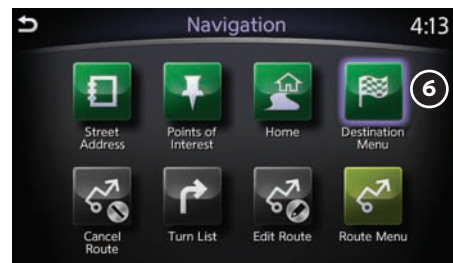 Navigation 4:13
Street Address
Points of Interest
Home
Destination Menu
6
Cancel Route
Turn List
Edit Route
Route Menu